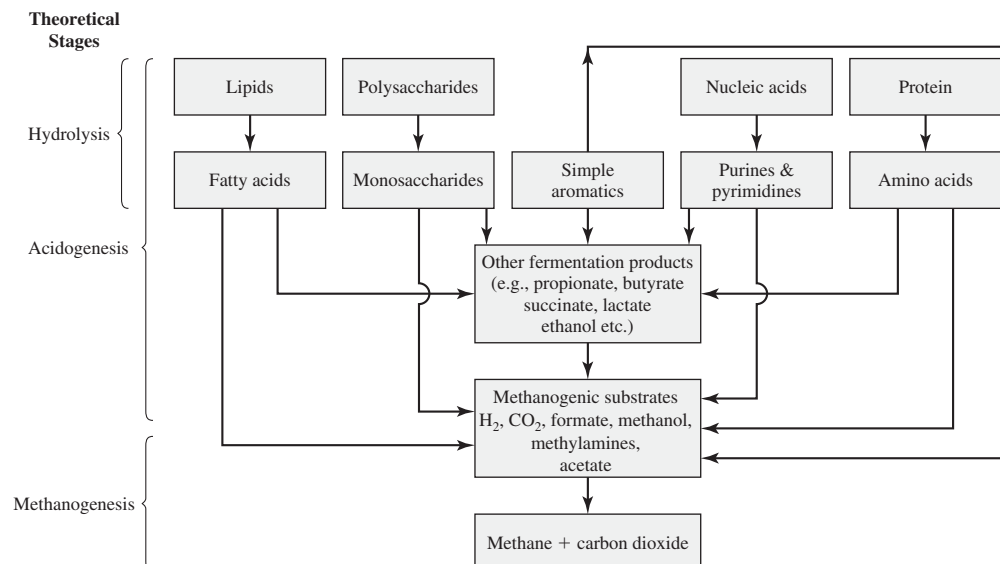 Theoretical
Stages
Lipids
Polysaccharides
Nucleic acids
Protein
Hydrolysis
Fatty acids
Monosaccharides
Simple
aromatics
Purines &
pyrimidines
Amino acids
Acidogenesis
Other fermentation products
(e.g., propionate, butyrate
succinate, lactate
ethanol etc.)
Methanogenic substrates
H₂, CO₂, formate, methanol,
methylamines,
acetate
Methanogenesis
Methane + carbon dioxide